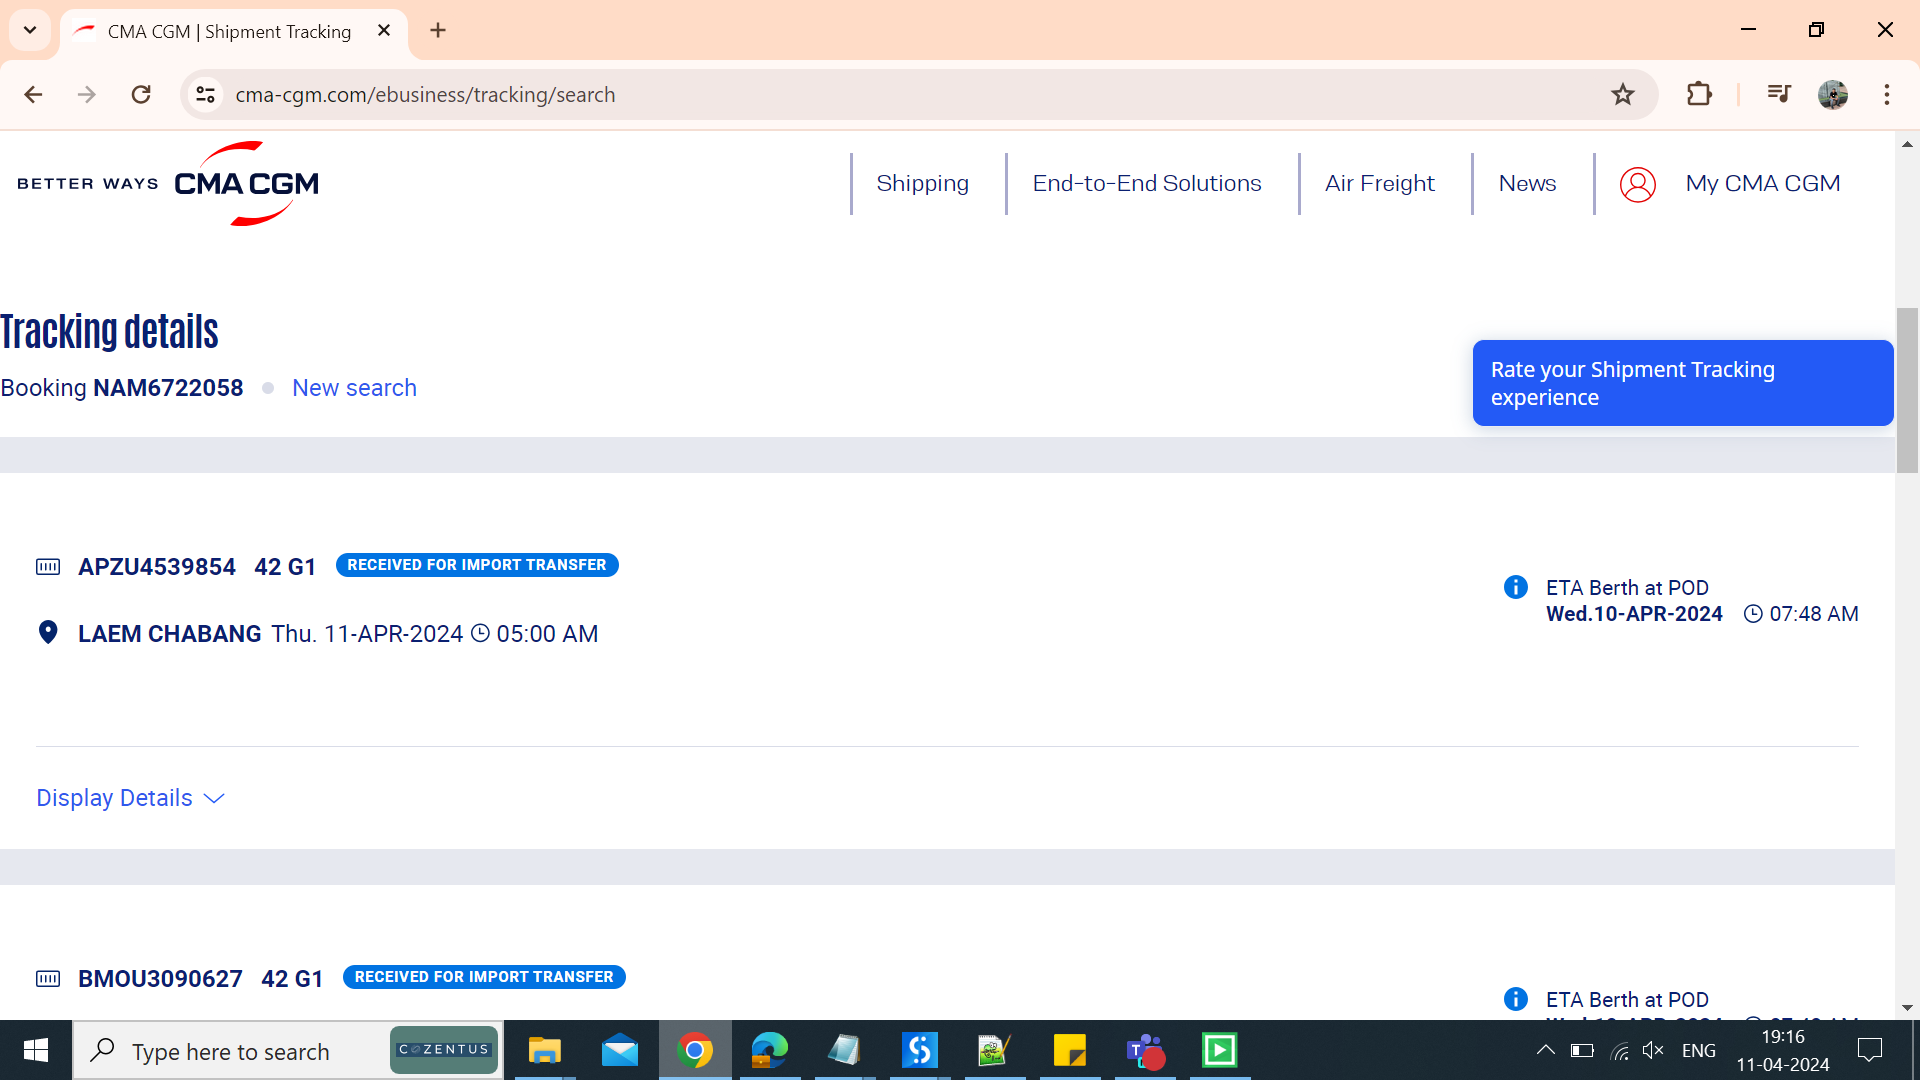 CMA CGM | Shipment Tracking
cma-cgm.com/ebusiness/tracking/search
BETTER WAYS CMA CGM
Shipping
End-to-End Solutions
Air Freight
News
My CMA CGM
Tracking details
Booking NAM6722058 New search
Rate your Shipment Tracking
experience
APZU4539854 42 G1 RECEIVED FOR IMPORT TRANSFER
LAEM CHABANG Thu. 11-APR-2024 05:00 AM
ETA Berth at POD
Wed.10-APR-2024 07:48 AM
Display Details
BMOU3090627 42 G1 RECEIVED FOR IMPORT TRANSFER
ETA Berth at POD
Type here to search
COZENTUS
ENG
19:16
11-04-2024